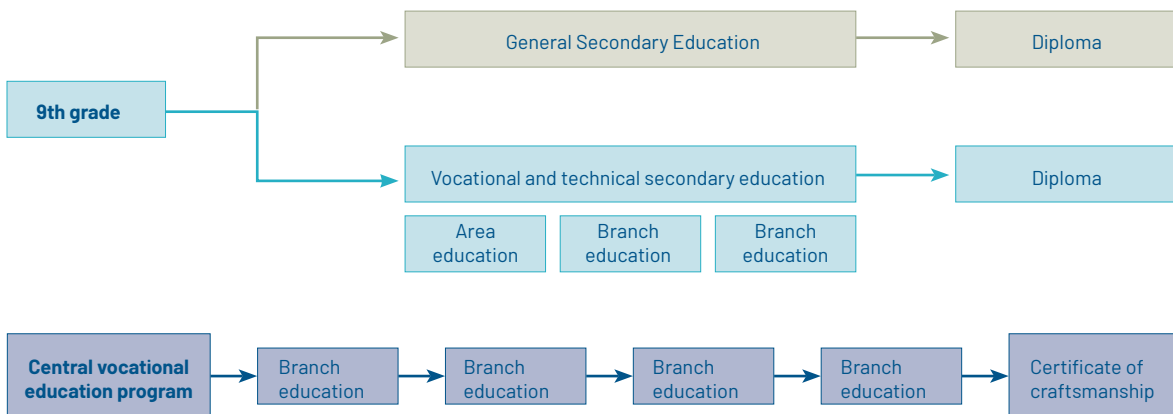 General Secondary Education
Diploma
9th grade
Vocational and technical secondary education
Diploma
Area
education
Branch
education
Branch
education
Central vocational
education program
Branch
education
Branch
education
Branch
education
Branch
education
Certificate of
craftsmanship